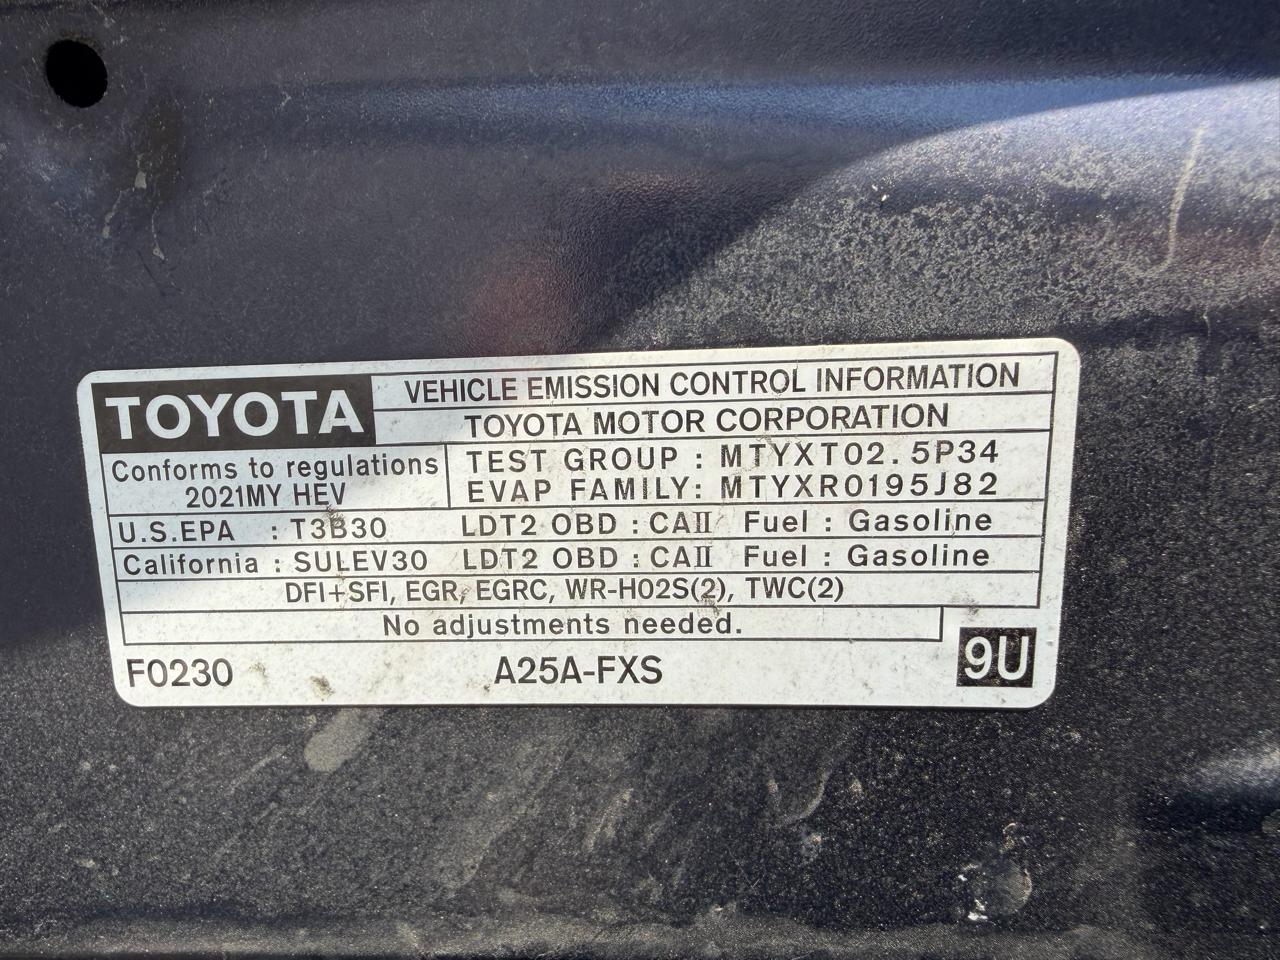 TOYOTA VEHICLE EMISSION CONTROL INFORMATION
TOYOTA MOTOR CORPORATION
Conforms to regulations
2021MY HEV
TEST GROUP : MTYXT02.5P34
EVAP FAMILY: MTYXR0195J82
U.S.EPA : T3B30 LDT2 OBD : CAII Fuel : Gasoline
California : SULEV30 LDT2 OBD : CAII Fuel : Gasoline
DFI+SFI, EGR, EGRC, WR-HO2S(2), TWC(2)
No adjustments needed.
F0230 A25A-FXS 9U